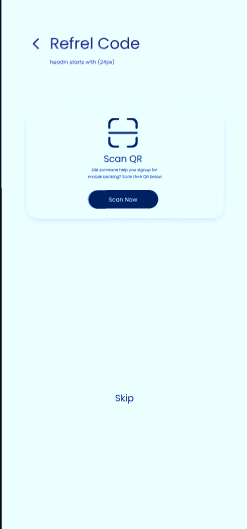 Refrel Code
headin starts with (24px)
Scan QR
Did someone help you signup for
mobile banking? Scan their QR below
Scan Now
Skip